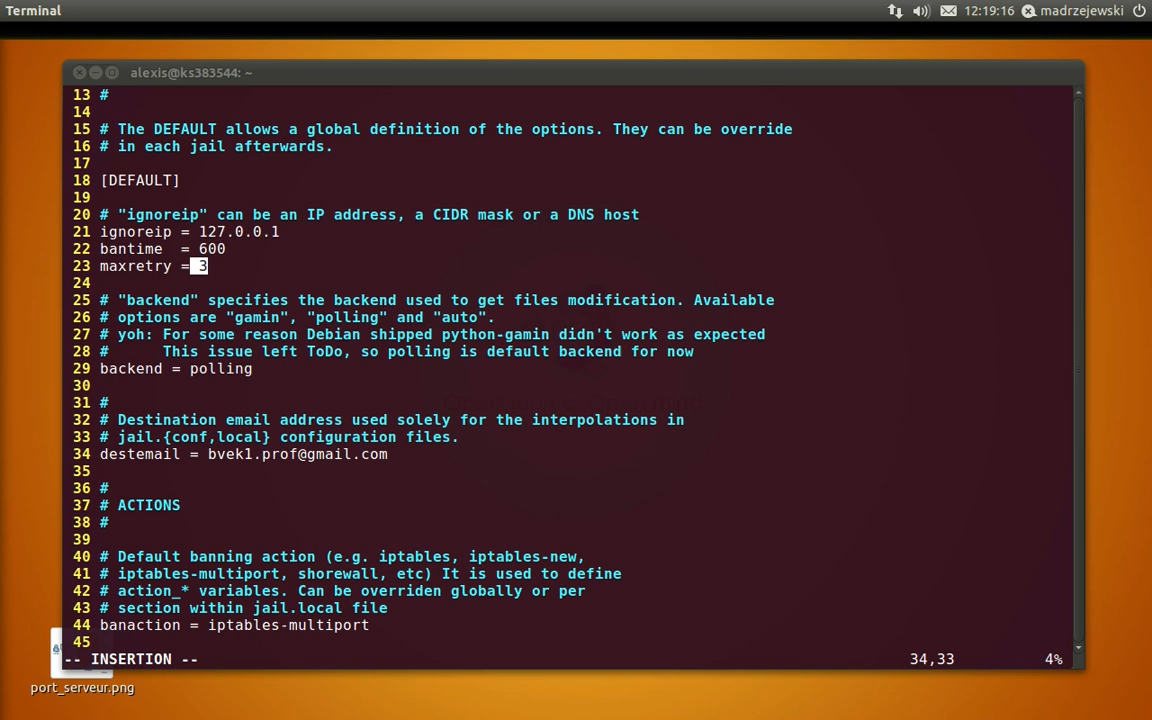 Terminal
12:19:16 madrzejewski
alexis@ks383544: ~
13 #
14
15 # The DEFAULT allows a global definition of the options. They can be override
16 # in each jail afterwards.
17
18 [DEFAULT]
19
20 # "ignoreip" can be an IP address, a CIDR mask or a DNS host
21 ignoreip = 127.0.0.1
22 bantime  = 600
23 maxretry = 3
24
25 # "backend" specifies the backend used to get files modification. Available
26 # options are "gamin", "polling" and "auto".
27 # yoh: For some reason Debian shipped python-gamin didn't work as expected
28 #      This issue left ToDo, so polling is default backend for now
29 backend = polling
30
31 #
32 # Destination email address used solely for the interpolations in
33 # jail.{conf,local} configuration files.
34 destemail = bvek1.prof@gmail.com
35
36 #
37 # ACTIONS
38 #
39
40 # Default banning action (e.g. iptables, iptables-new,
41 # iptables-multiport, shorewall, etc) It is used to define
42 # action_* variables. Can be overriden globally or per
43 # section within jail.local file
44 banaction = iptables-multiport
45
-- INSERTION -- 34,33 4%
port_serveur.png